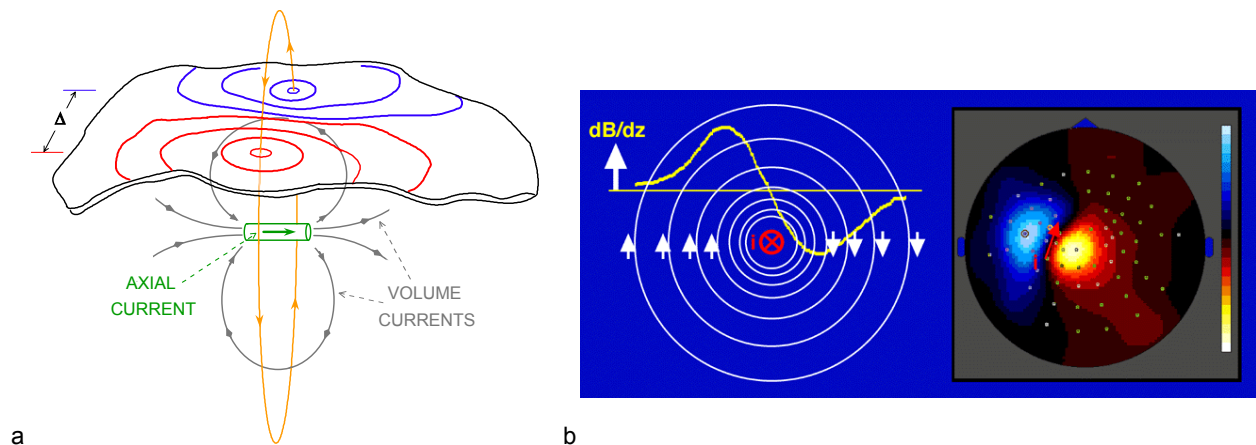 Δ
AXIAL
CURRENT
VOLUME
CURRENTS
a
dB/dz
i
b